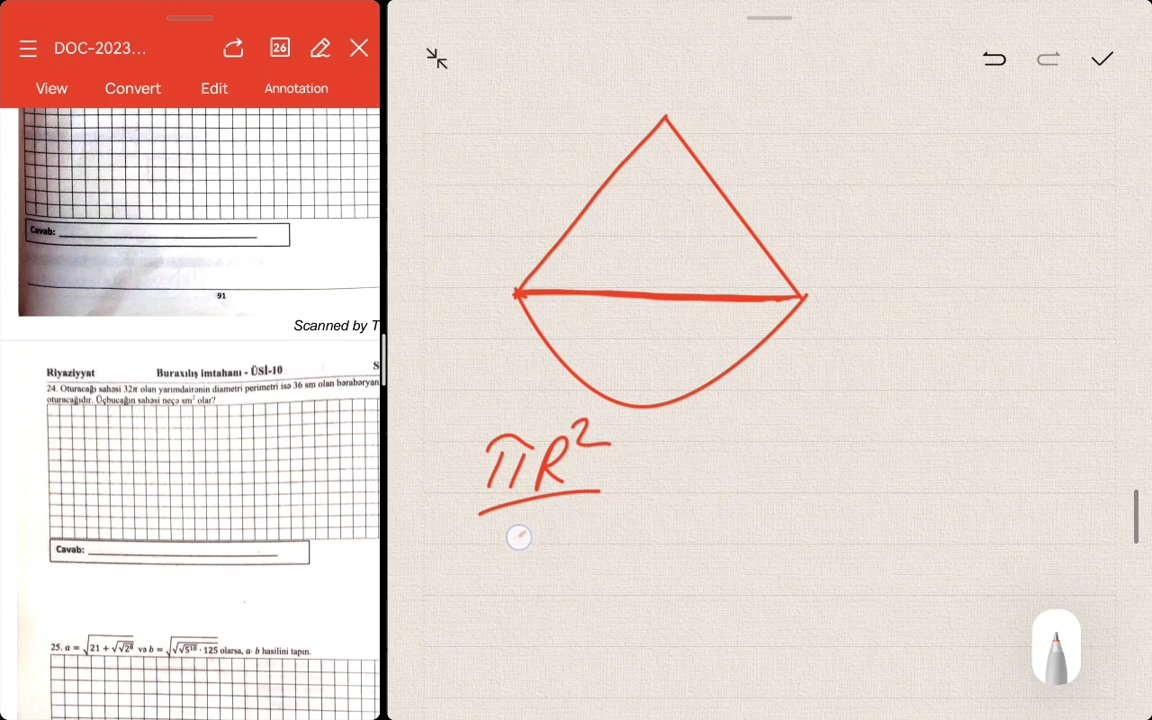 DOC-2023...
26
View Convert Edit Annotation
Cavab:
91
Scanned by T
Riyaziyyat Buraxılış imtahanı - ÜSİ-10 S
24. Oturacağı sahəsi 32π olan yarımdairənin diametri perimetri isə 36 sm olan bərabəryan
oturacağıdır. Üçbucağın sahəsi neçə sm² olar?
Cavab:
25. a = √(21 + √√2⁸) və b = √(√√5¹⁰ · 125) olarsa, a· b hasilini tapın.
πR²